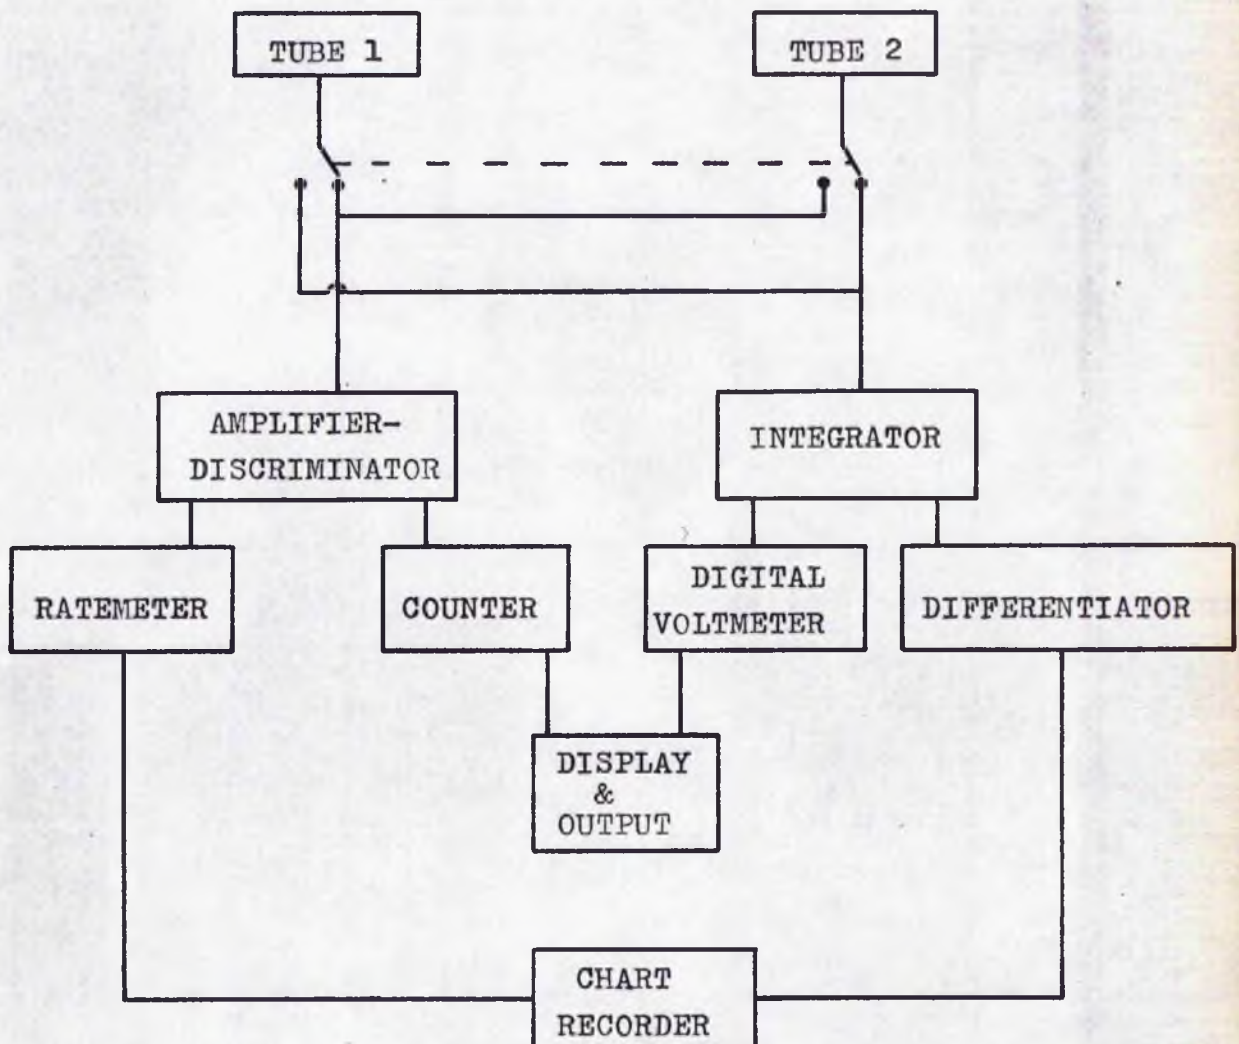 TUBE 1
TUBE 2
AMPLIFIER-
DISCRIMINATOR
INTEGRATOR
RATEMETER
COUNTER
DIGITAL
VOLTMETER
DIFFERENTIATOR
DISPLAY
&
OUTPUT
CHART
RECORDER